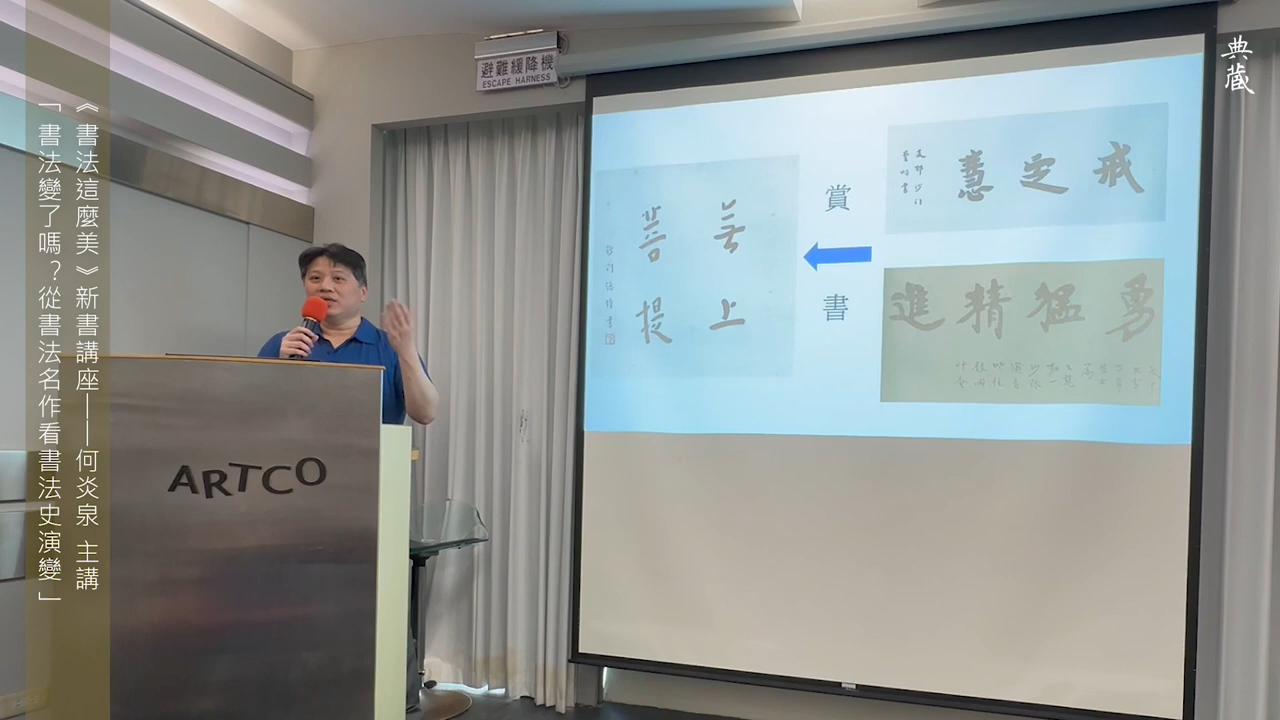 《書法這麼美》新書講座——何炎泉 主講
「書法變了嗎？從書法名作看書法史演變」
避難緩降機
ESCAPE HARNESS
典藏
ARTCO
戒定慧
勇猛精進
賞書
無上
菩提